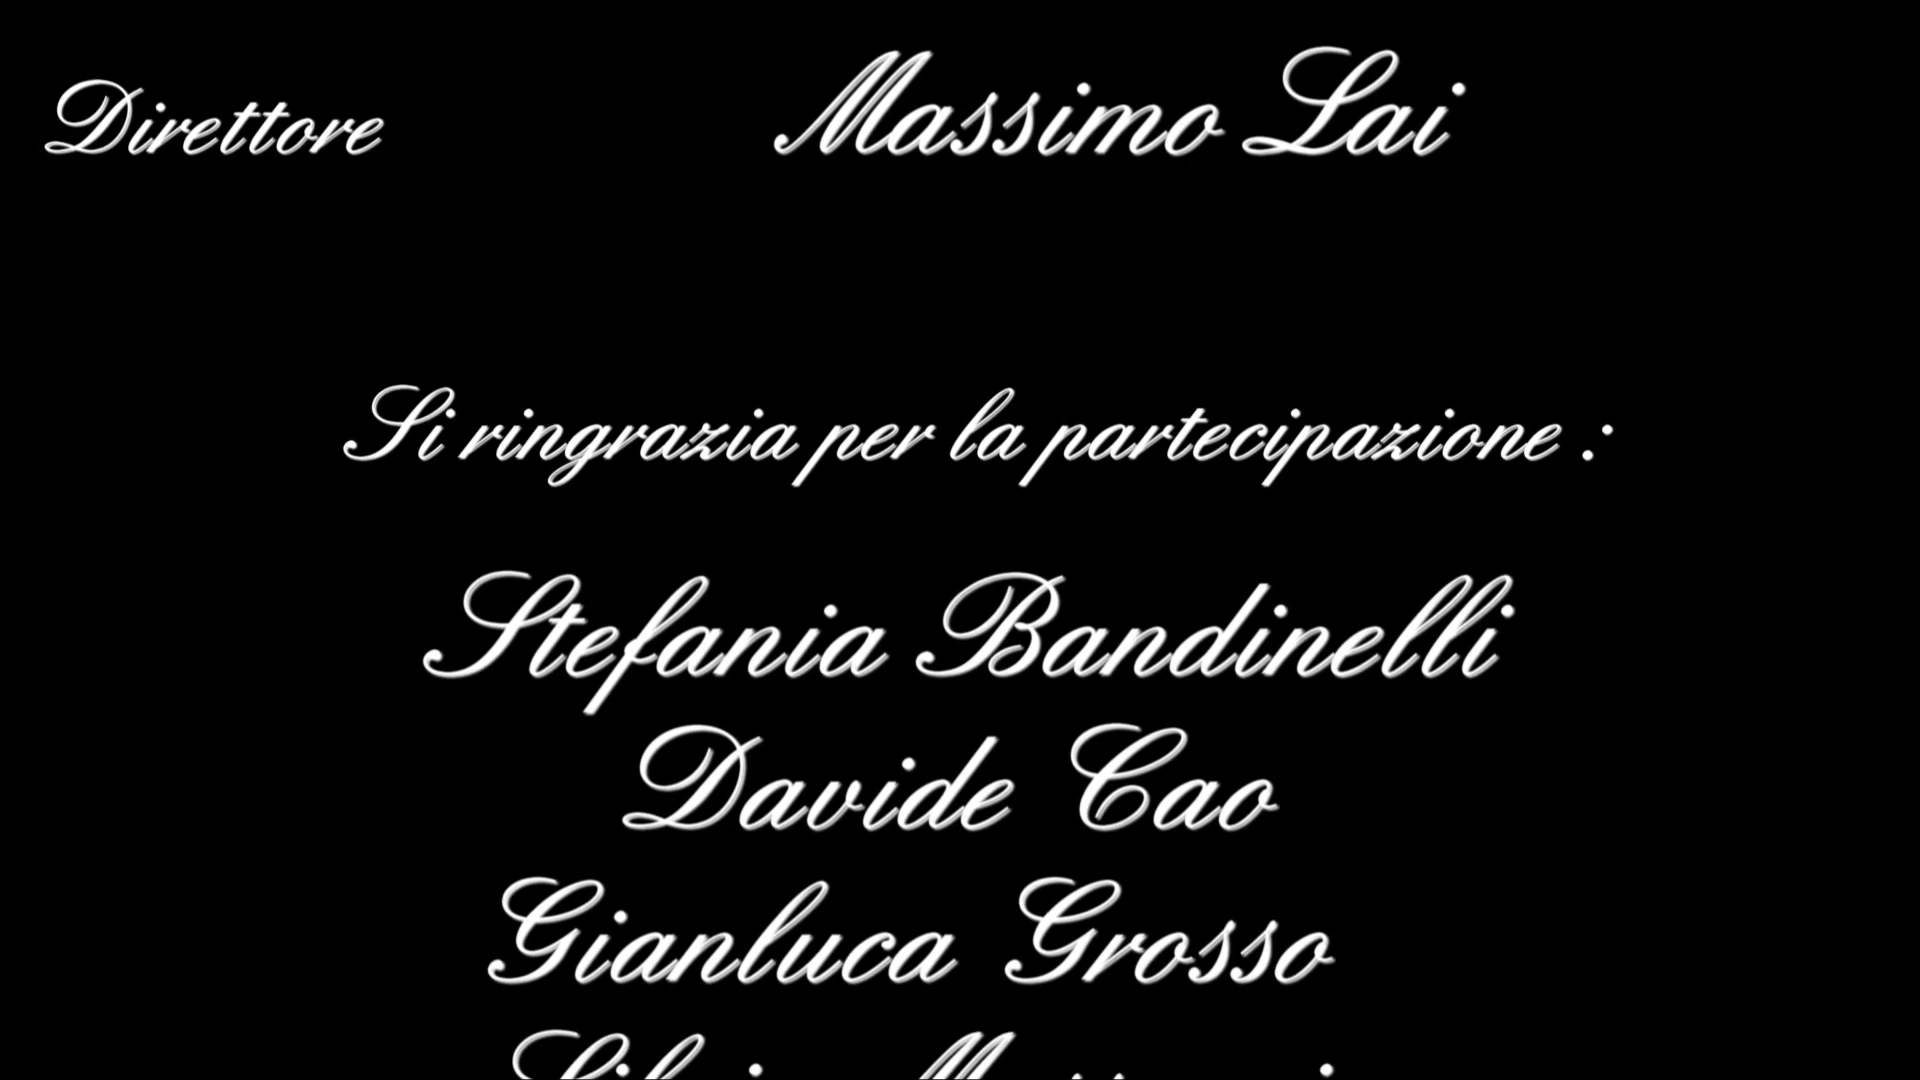 Direttore Massimo Lai
Si ringrazia per la partecipazione :
Stefania Bandinelli
Davide Cao
Gianluca Grosso